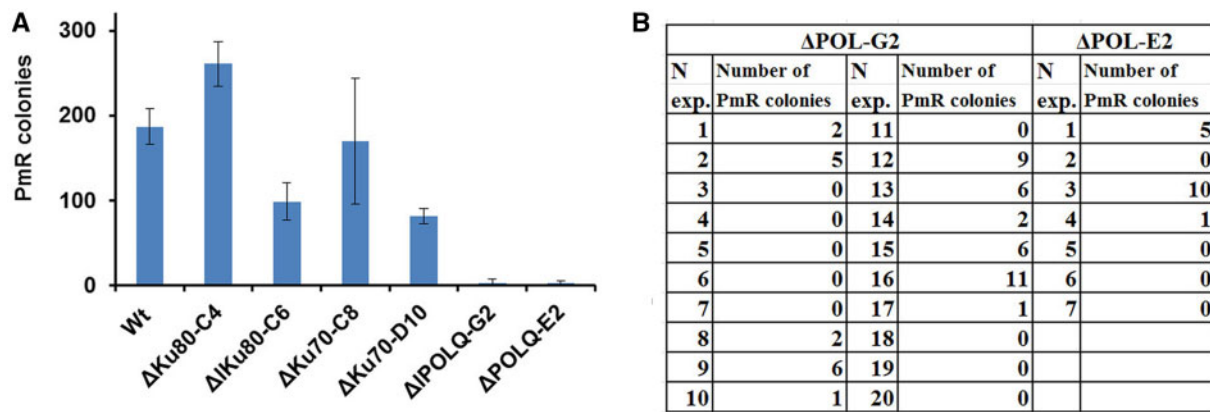 A
PmR colonies
300
200
100
0
Wt
ΔKu80-C4
ΔIKu80-C6
ΔKu70-C8
ΔKu70-D10
ΔIPOLQ-G2
ΔPOLQ-E2
B
ΔPOL-G2 ΔPOL-E2
N Number of N Number of N Number of
exp. PmR colonies exp. PmR colonies exp. PmR colonies
1 2 11 0 1 5
2 5 12 9 2 0
3 0 13 6 3 10
4 0 14 2 4 1
5 0 15 6 5 0
6 0 16 11 6 0
7 0 17 1 7 0
8 2 18 0
9 6 19 0
10 1 20 0